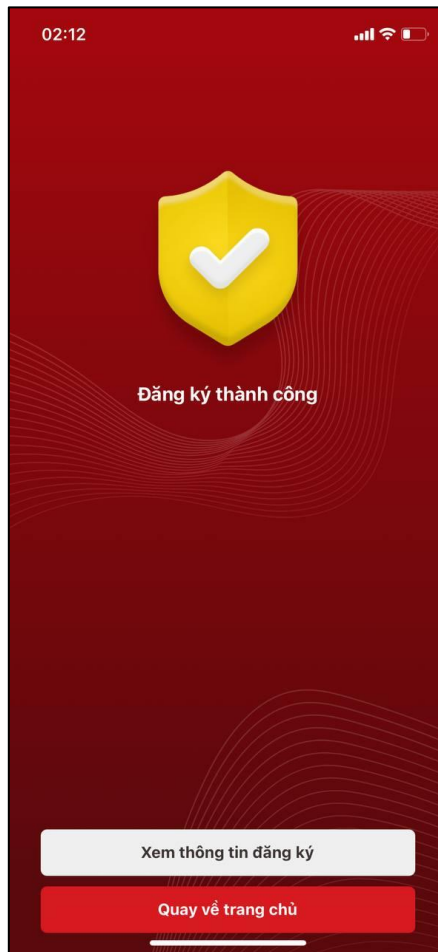 02:12
Đăng ký thành công
Xem thông tin đăng ký
Quay về trang chủ